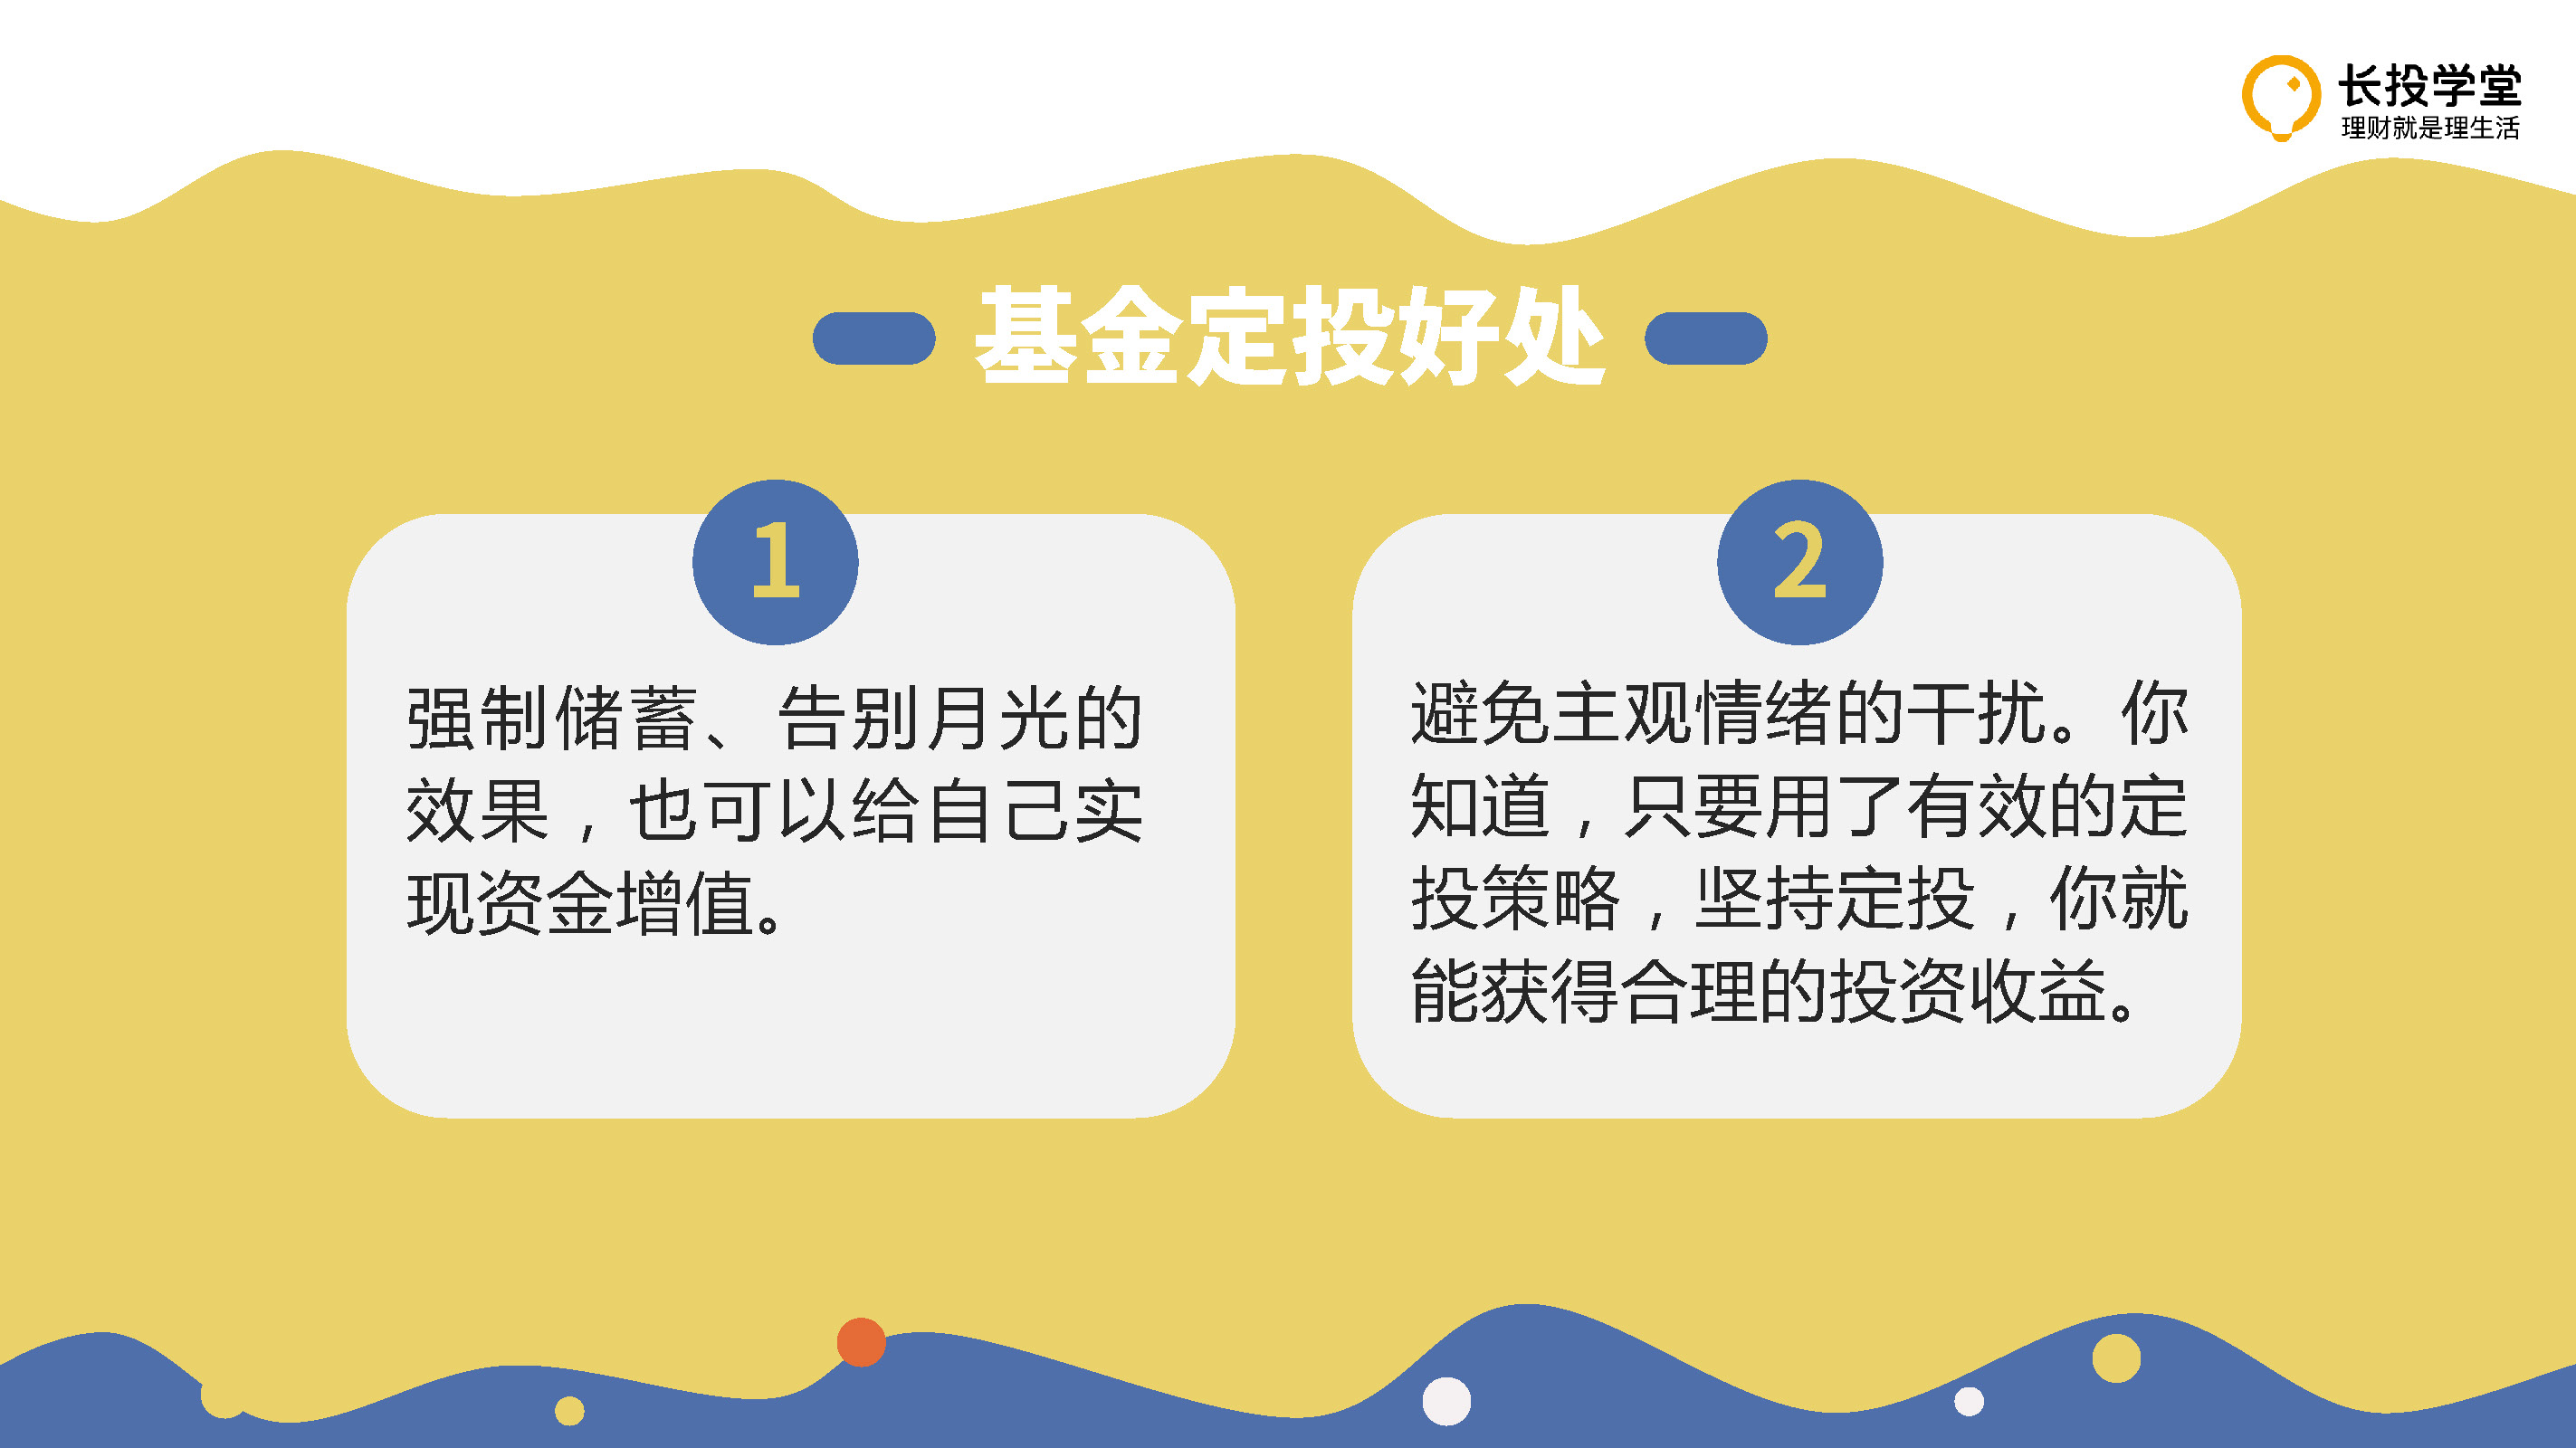 长投学堂
理财就是理生活
基金定投好处
1
强制储蓄、告别月光的
效果，也可以给自己实
现资金增值。
2
避免主观情绪的干扰。你
知道，只要用了有效的定
投策略，坚持定投，你就
能获得合理的投资收益。